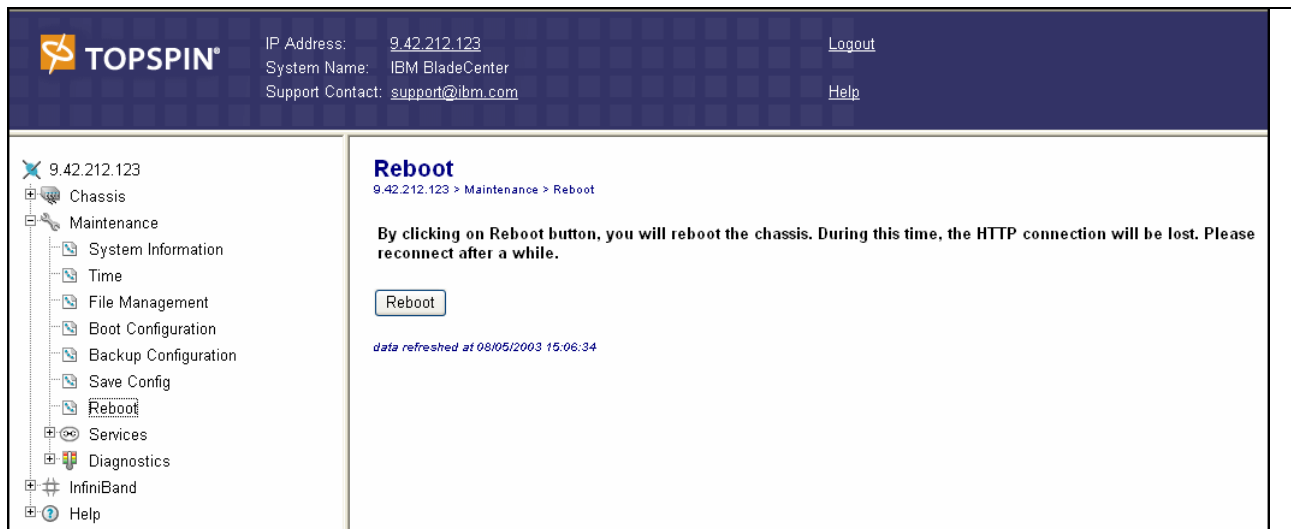 TOPSPIN®
IP Address: 9.42.212.123
System Name: IBM BladeCenter
Support Contact: support@ibm.com
Logout
Help
9.42.212.123
Chassis
Maintenance
System Information
Time
File Management
Boot Configuration
Backup Configuration
Save Config
Reboot
Services
Diagnostics
InfiniBand
Help
Reboot
9.42.212.123 > Maintenance > Reboot
By clicking on Reboot button, you will reboot the chassis. During this time, the HTTP connection will be lost. Please
reconnect after a while.
Reboot
data refreshed at 08/05/2003 15:06:34